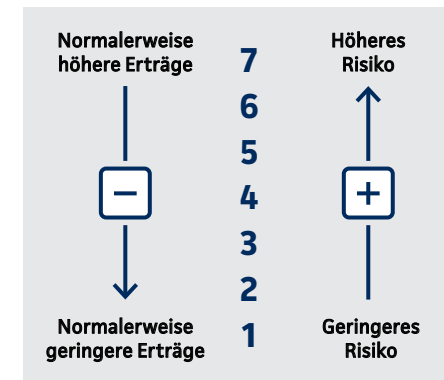 Normalerweise
höhere Erträge
7
Höheres
Risiko
6
5
4
3
2
1
−
+
Normalerweise
geringere Erträge
Geringeres
Risiko